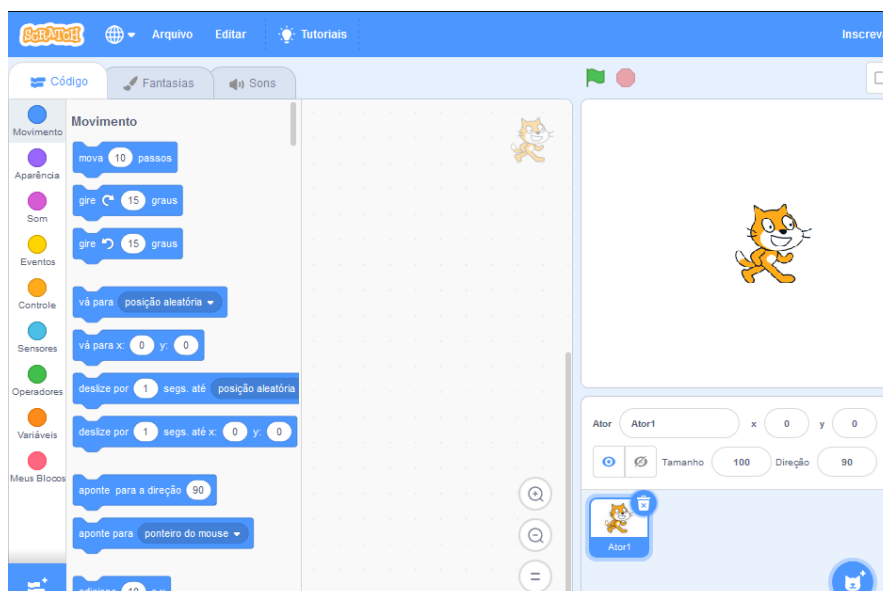 SCRATCH Arquivo Editar Tutoriais Inscrev
Código Fantasias Sons
Movimento
Aparência
Som
Eventos
Controle
Sensores
Operadores
Variáveis
Meus Blocos
Movimento
mova 10 passos
gire 15 graus
gire 15 graus
vá para posição aleatória
vá para x: 0 y: 0
deslize por 1 segs. até posição aleatória
deslize por 1 segs. até x: 0 y: 0
aponte para a direção 90
aponte para ponteiro do mouse
adicione 10 a x
Ator Ator1 x 0 y 0
Tamanho 100 Direção 90
Ator1